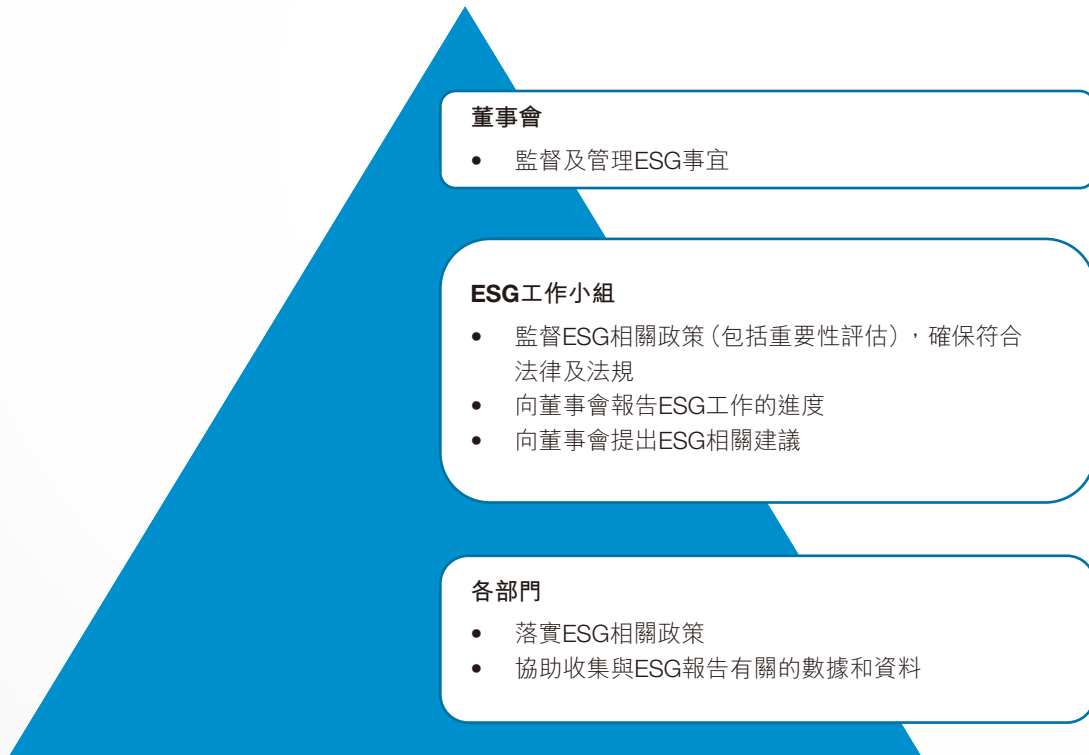 董事會
• 監督及管理ESG事宜
ESG工作小組
• 監督ESG相關政策（包括重要性評估），確保符合
法律及法規
• 向董事會報告ESG工作的進度
• 向董事會提出ESG相關建議
各部門
• 落實ESG相關政策
• 協助收集與ESG報告有關的數據和資料